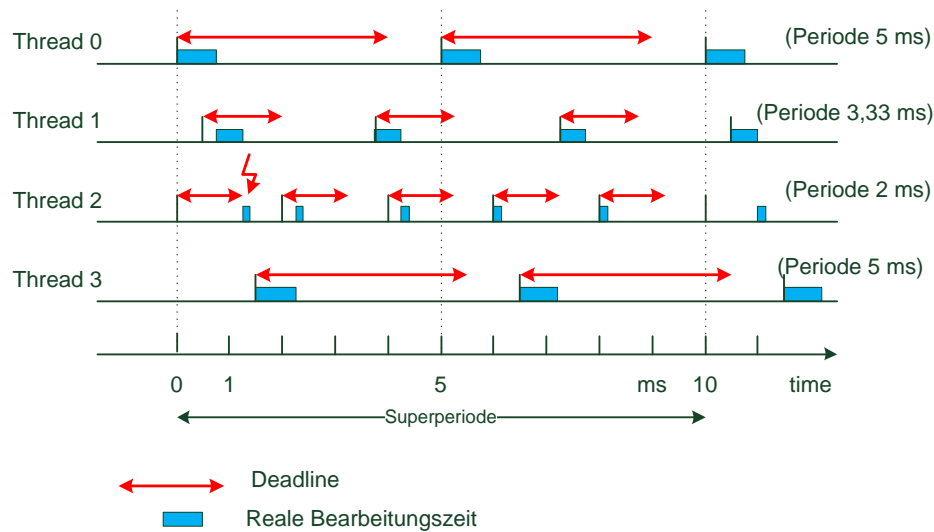 Thread 0
(Periode 5 ms)
Thread 1
(Periode 3,33 ms)
Thread 2
(Periode 2 ms)
Thread 3
(Periode 5 ms)
0 1 5 ms 10 time
Superperiode
Deadline
Reale Bearbeitungszeit